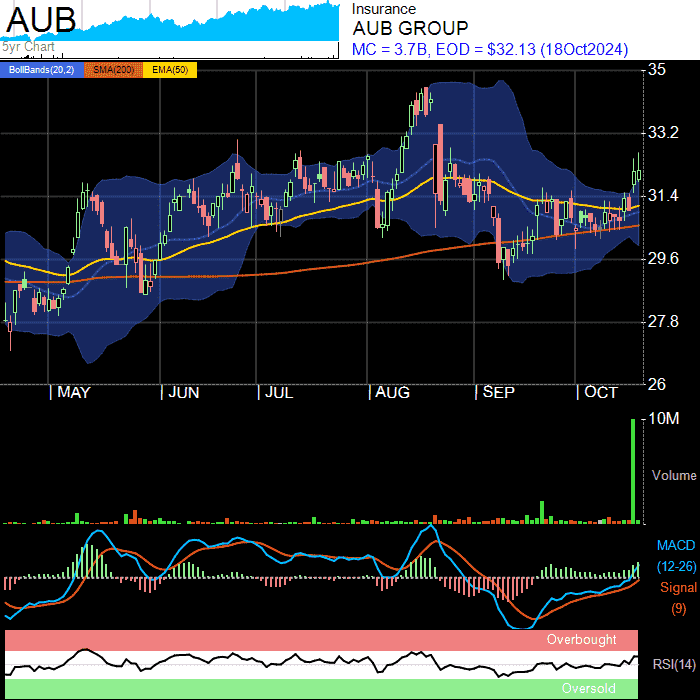 AUB
5yr Chart
Insurance
AUB GROUP
MC = 3.7B, EOD = $32.13 (18Oct2024)
BollBands(20,2) SMA(200) EMA(50)
35
33.2
31.4
29.6
27.8
26
| MAY | JUN | JUL | AUG | SEP | OCT
10M
Volume
MACD
(12-26)
Signal
(9)
Overbought
RSI(14)
Oversold